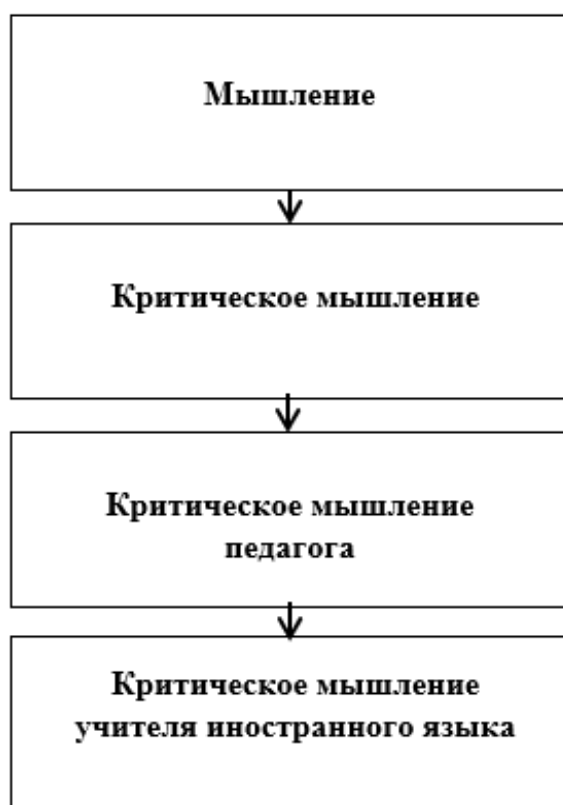 Мышление
Критическое мышление
Критическое мышление
педагога
Критическое мышление
учителя иностранного языка